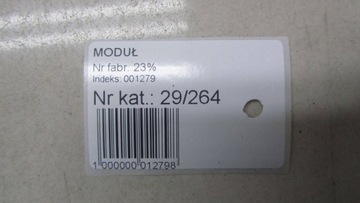 MODUŁ
Nr fabr. 23%
Indeks: 001279
Nr kat.: 29/264
1 000000 012798